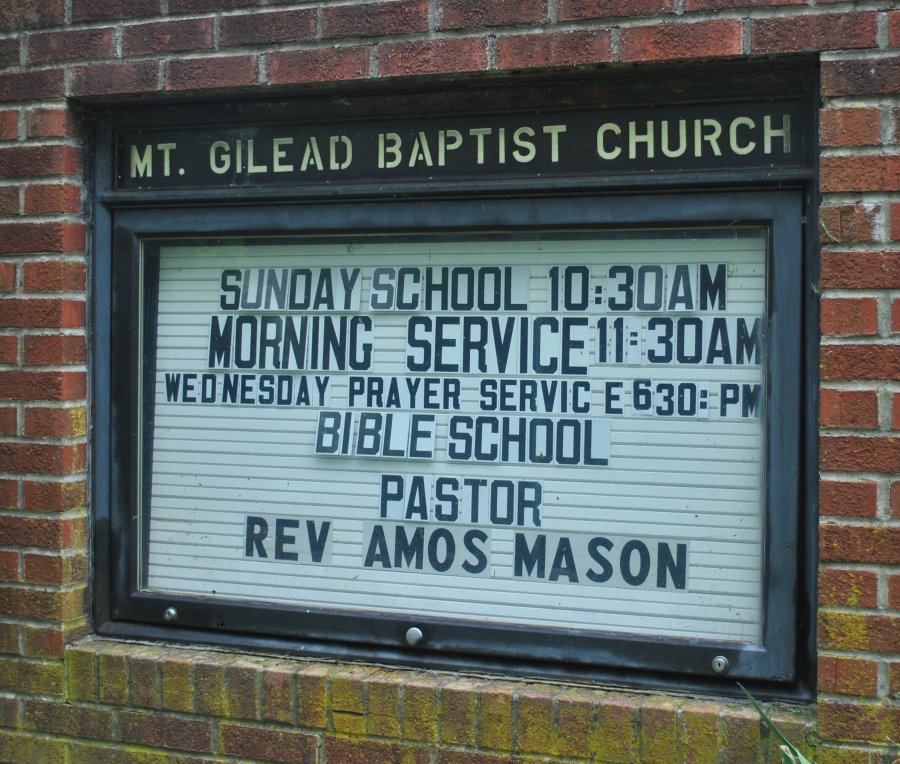 MT. GILEAD BAPTIST CHURCH
SUNDAY SCHOOL 10:30AM
MORNING SERVICE 11:30AM
WEDNESDAY PRAYER SERVICE 630: PM
BIBLE SCHOOL
PASTOR
REV AMOS MASON